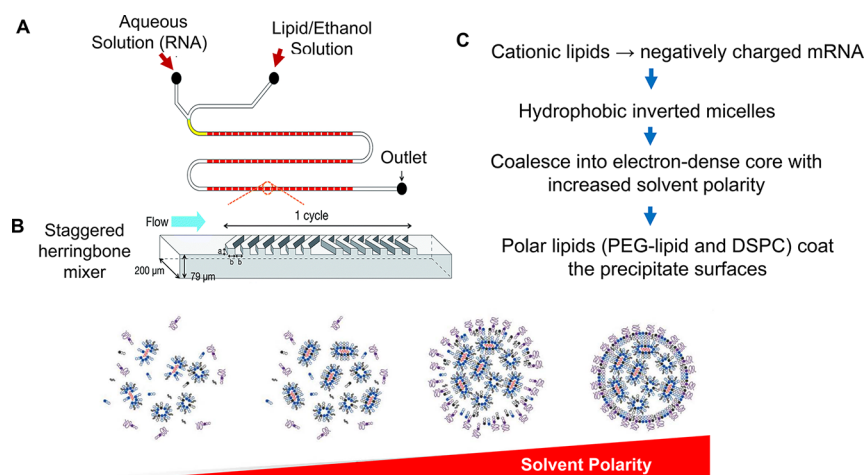 A
Aqueous
Solution (RNA)
Lipid/Ethanol
Solution
Outlet
B
Staggered
herringbone
mixer
Flow
1 cycle
a
b b
200 µm
79 µm
C
Cationic lipids → negatively charged mRNA
Hydrophobic inverted micelles
Coalesce into electron-dense core with
increased solvent polarity
Polar lipids (PEG-lipid and DSPC) coat
the precipitate surfaces
Solvent Polarity